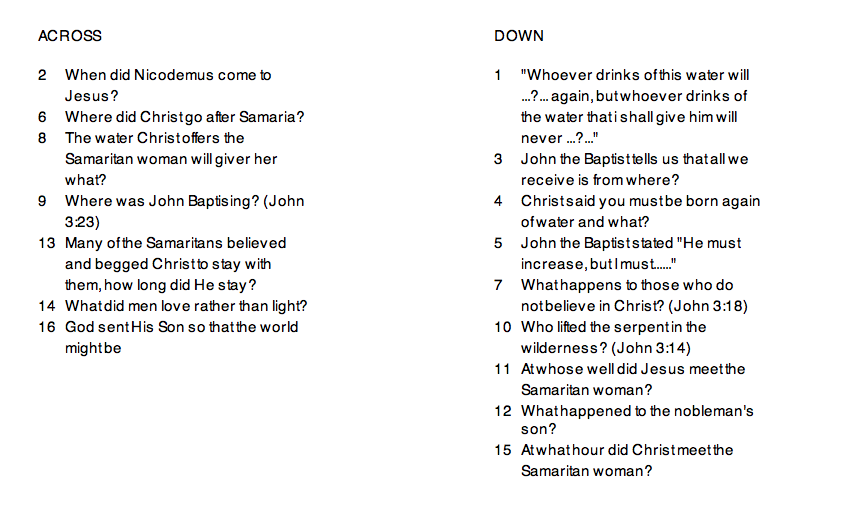 ACROSS
2 When did Nicodemus come to
Jesus?
6 Where did Christ go after Samaria?
8 The water Christ offers the
Samaritan woman will giver her
what?
9 Where was John Baptising? (John
3:23)
13 Many of the Samaritans believed
and begged Christ to stay with
them, how long did He stay?
14 What did men love rather than light?
16 God sent His Son so that the world
might be
DOWN
1 "Whoever drinks of this water will
...?... again, but whoever drinks of
the water that i shall give him will
never ...?..."
3 John the Baptist tells us that all we
receive is from where?
4 Christ said you must be born again
of water and what?
5 John the Baptist stated "He must
increase, but I must......"
7 What happens to those who do
not believe in Christ? (John 3:18)
10 Who lifted the serpent in the
wilderness? (John 3:14)
11 At whose well did Jesus meet the
Samaritan woman?
12 What happened to the nobleman's
son?
15 At what hour did Christ meet the
Samaritan woman?